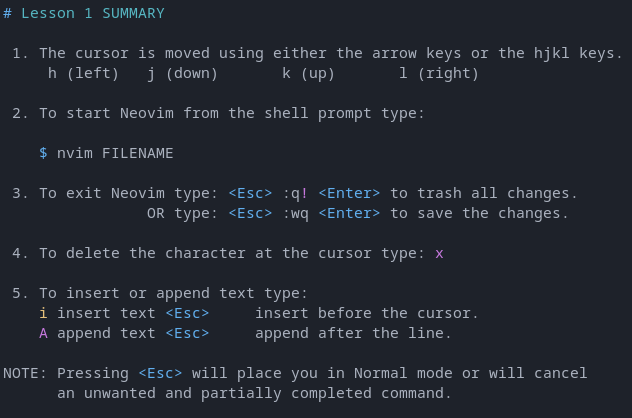 # Lesson 1 SUMMARY
1. The cursor is moved using either the arrow keys or the hjkl keys.
h (left) j (down) k (up) l (right)
2. To start Neovim from the shell prompt type:
$ nvim FILENAME
3. To exit Neovim type: <Esc> :q! <Enter> to trash all changes.
OR type: <Esc> :wq <Enter> to save the changes.
4. To delete the character at the cursor type: x
5. To insert or append text type:
i insert text <Esc> insert before the cursor.
A append text <Esc> append after the line.
NOTE: Pressing <Esc> will place you in Normal mode or will cancel
an unwanted and partially completed command.